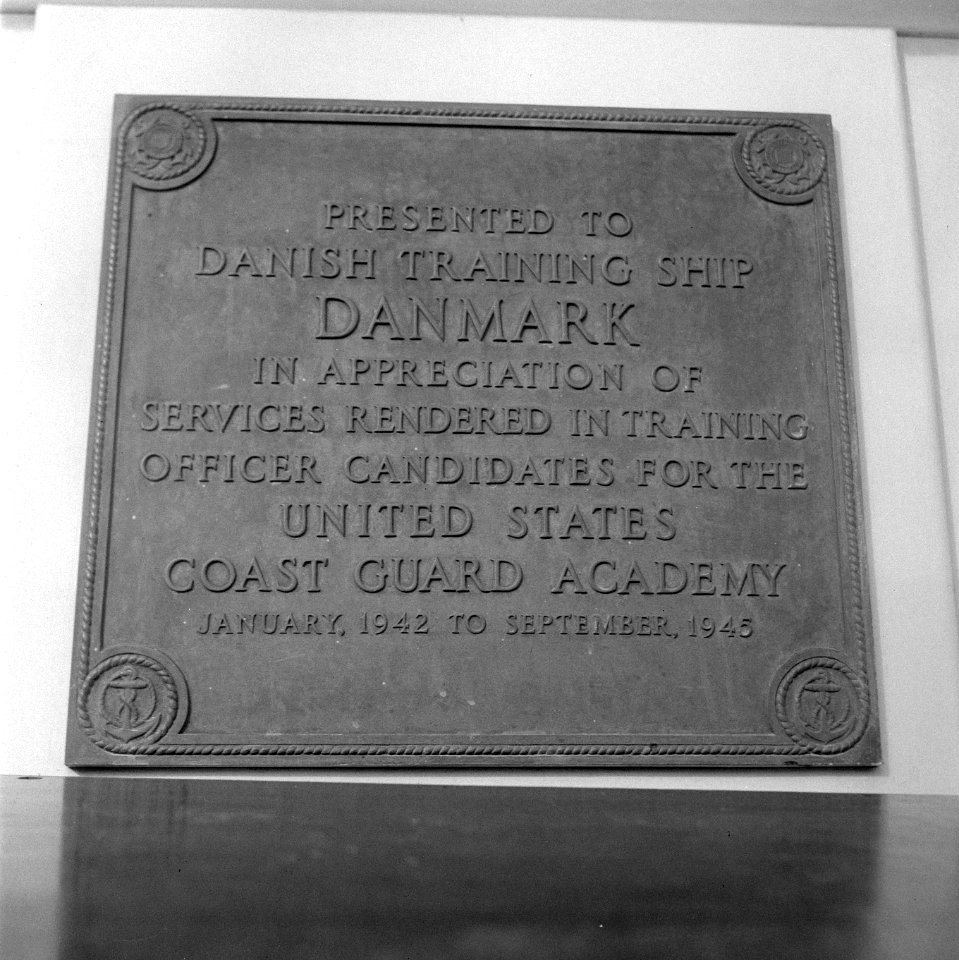 PRESENTED TO
DANISH TRAINING SHIP
DANMARK
IN APPRECIATION OF
SERVICES RENDERED IN TRAINING
OFFICER CANDIDATES FOR THE
UNITED STATES
COAST GUARD ACADEMY
JANUARY, 1942 TO SEPTEMBER, 1945